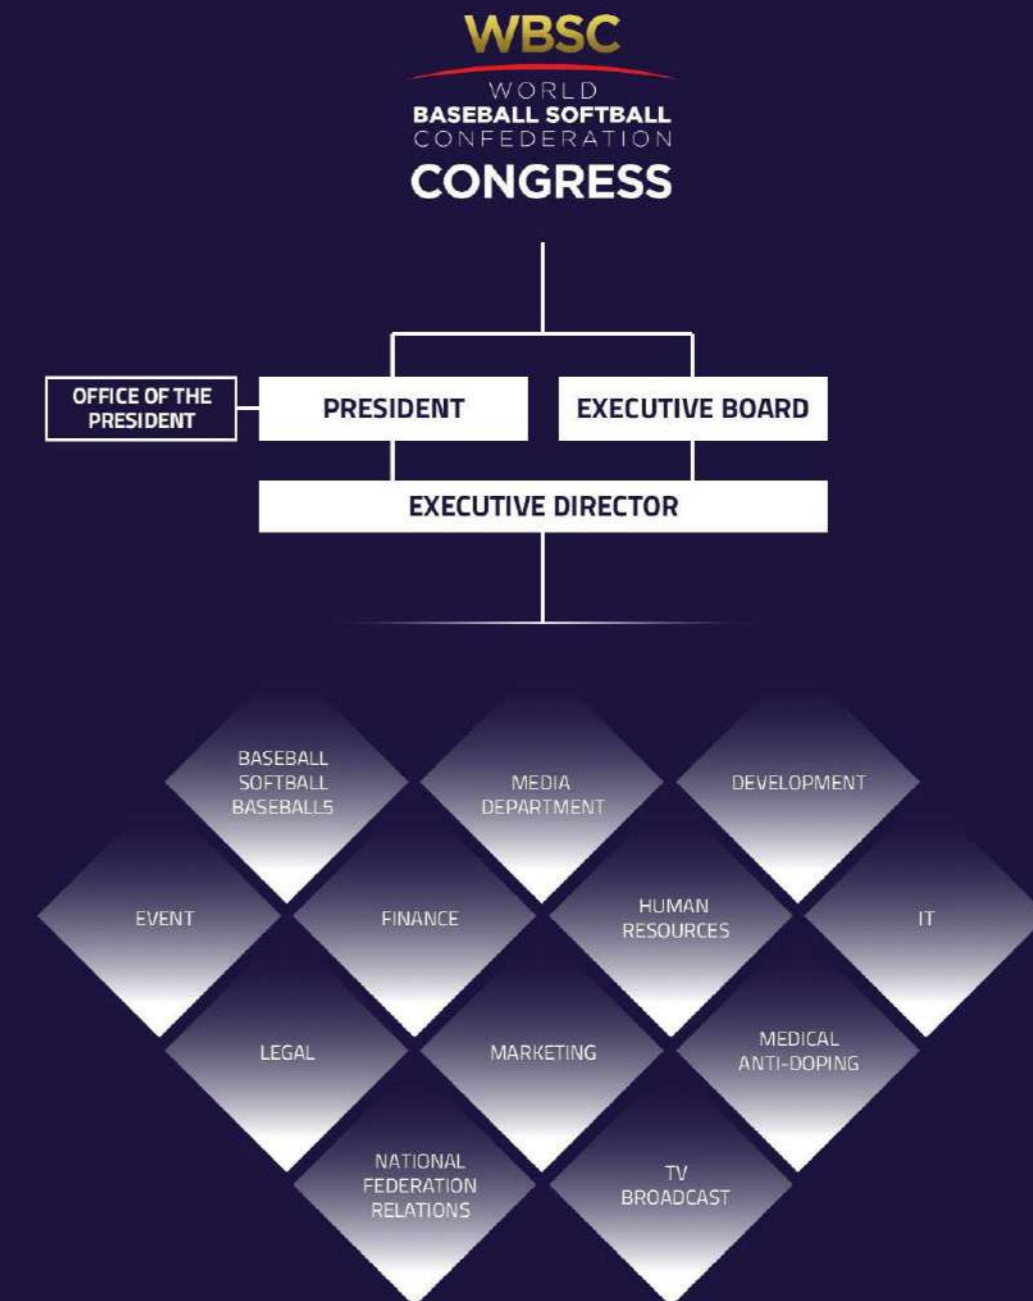 WBSC
WORLD
BASEBALL SOFTBALL
CONFEDERATION
CONGRESS
OFFICE OF THE
PRESIDENT
PRESIDENT
EXECUTIVE BOARD
EXECUTIVE DIRECTOR
BASEBALL
SOFTBALL
BASEBALL5
MEDIA
DEPARTMENT
DEVELOPMENT
EVENT
FINANCE
HUMAN
RESOURCES
IT
LEGAL
MARKETING
MEDICAL
ANTI-DOPING
NATIONAL
FEDERATION
RELATIONS
TV
BROADCAST